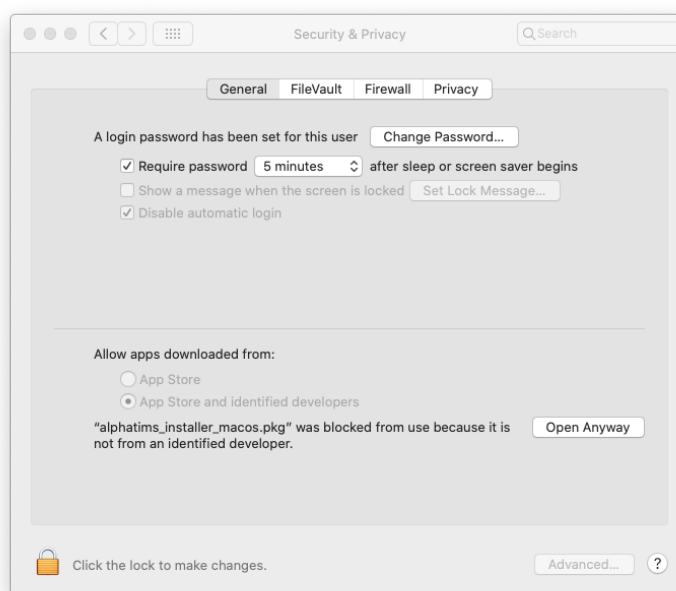 Security & Privacy
Search
General FileVault Firewall Privacy
A login password has been set for this user Change Password...
Require password 5 minutes after sleep or screen saver begins
Show a message when the screen is locked Set Lock Message...
Disable automatic login
Allow apps downloaded from:
App Store
App Store and identified developers
“alphatims_installer_macos.pkg” was blocked from use because it is Open Anyway
not from an identified developer.
Click the lock to make changes. Advanced... ?